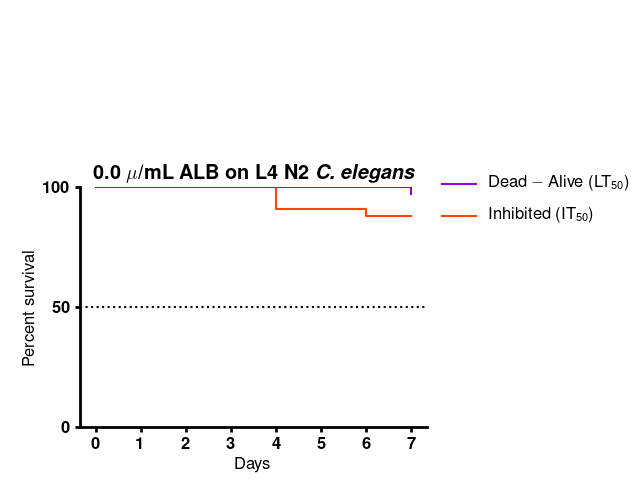 0.0 μ/mL ALB on L4 N2 C. elegans
Dead − Alive (LT50)
Inhibited (IT50)
Percent survival
100
50
0
0 1 2 3 4 5 6 7
Days